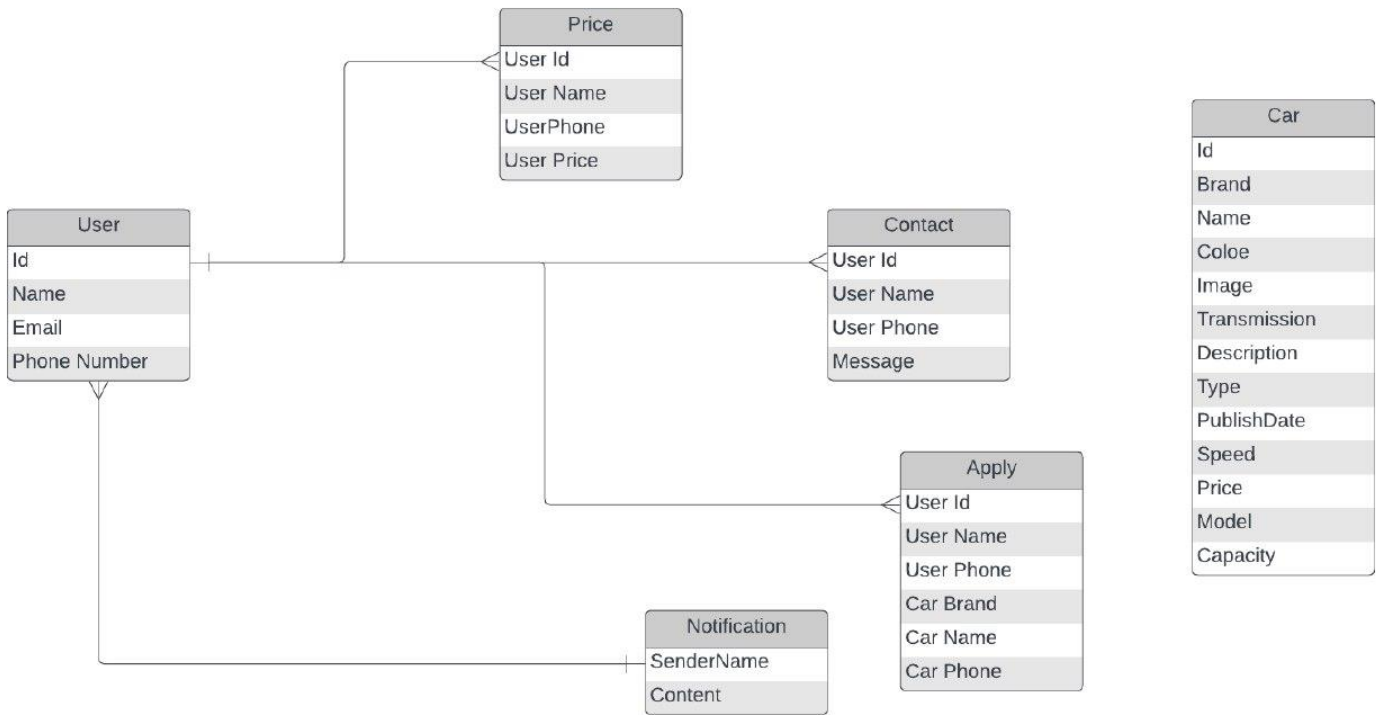 Price
User Id
User Name
UserPhone
User Price
User
Id
Name
Email
Phone Number
Contact
User Id
User Name
User Phone
Message
Car
Id
Brand
Name
Coloe
Image
Transmission
Description
Type
PublishDate
Speed
Price
Model
Capacity
Apply
User Id
User Name
User Phone
Car Brand
Car Name
Car Phone
Notification
SenderName
Content